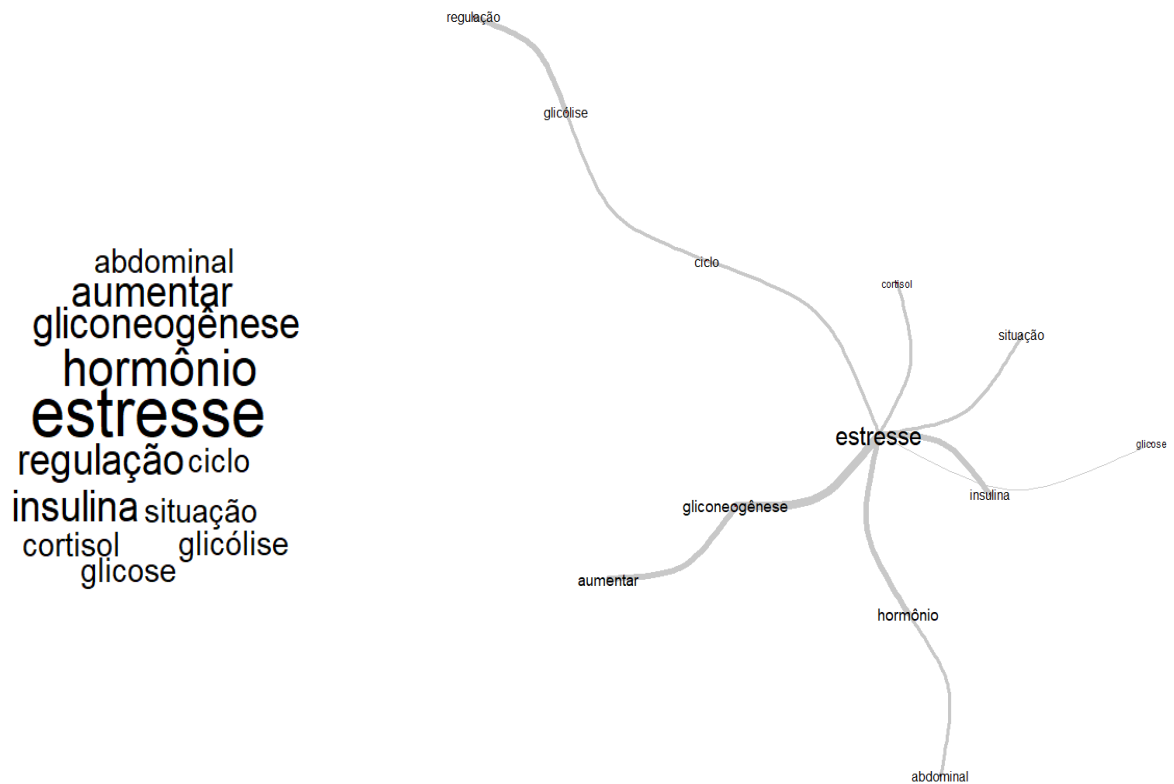 abdominal
aumentar
gliconeogênese
hormônio
estresse
regulação ciclo
insulina situação
cortisol glicólise
glicose
regulação
glicólise
ciclo
cortisol
situação
estresse
glicose
insulina
gliconeogênese
aumentar
hormônio
abdominal